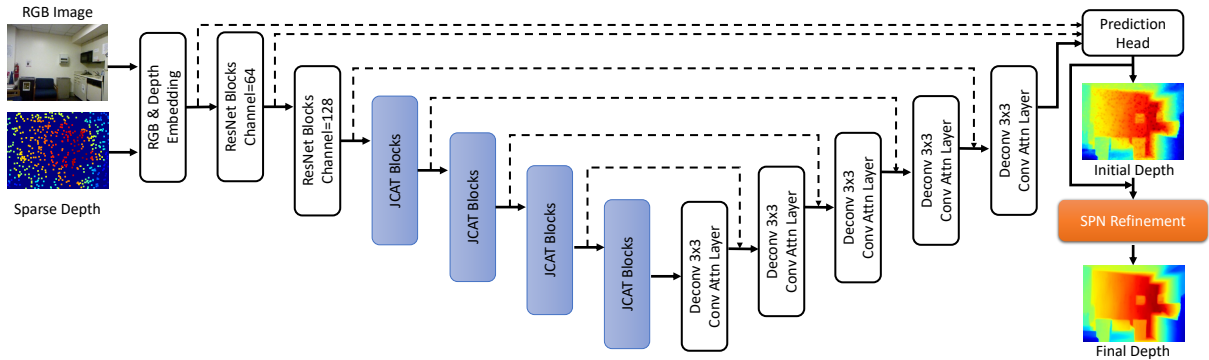 RGB Image
Sparse Depth
RGB & Depth
Embedding
ResNet Blocks
Channel=64
ResNet Blocks
Channel=128
JCAT Blocks
JCAT Blocks
JCAT Blocks
JCAT Blocks
Deconv 3x3
Conv Attn Layer
Deconv 3x3
Conv Attn Layer
Deconv 3x3
Conv Attn Layer
Deconv 3x3
Conv Attn Layer
Deconv 3x3
Conv Attn Layer
Prediction
Head
Initial Depth
SPN Refinement
Final Depth